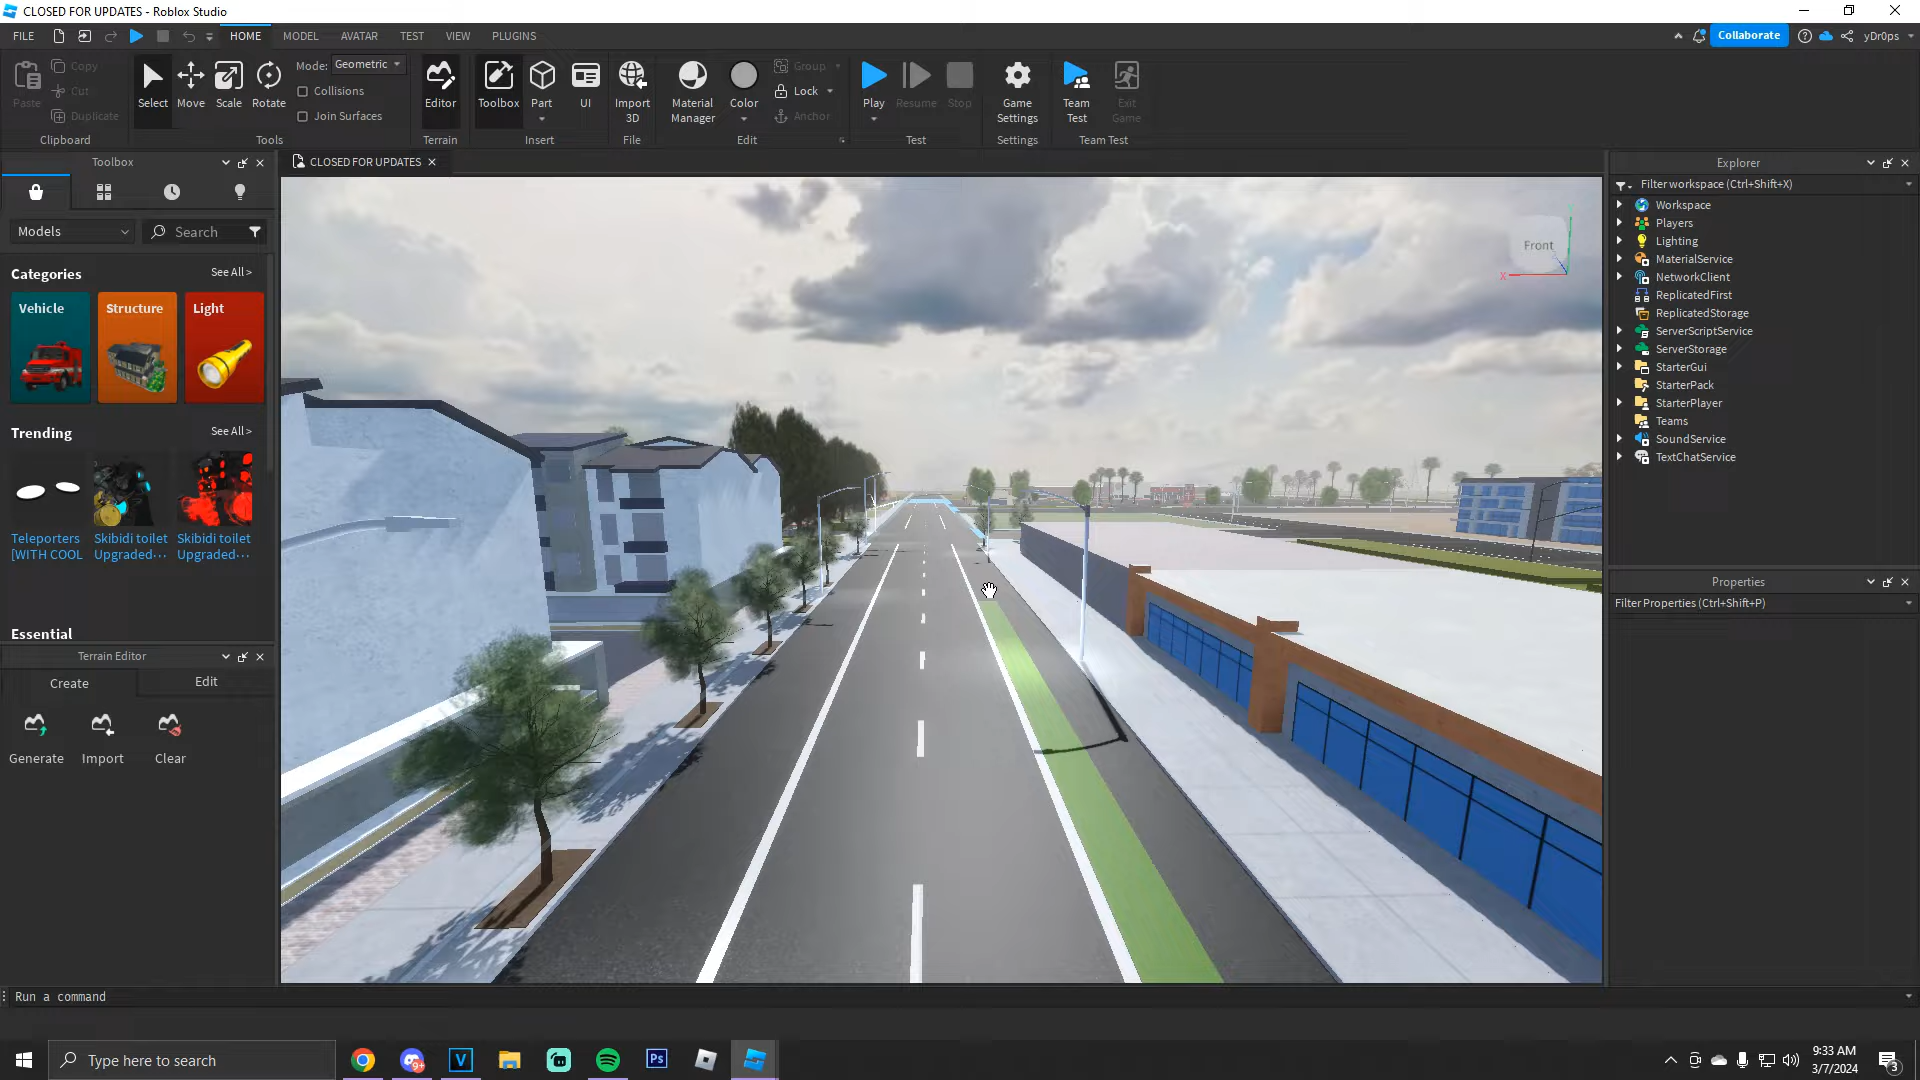 CLOSED FOR UPDATES - Roblox Studio
FILE HOME MODEL AVATAR TEST VIEW PLUGINS Collaborate yDr0ps
Paste Copy Cut Duplicate Clipboard
Select Move Scale Rotate Mode: Geometric Collisions Join Surfaces Tools
Editor Terrain
Toolbox Part UI Insert
Import 3D File
Material Manager Color Group Lock Anchor Edit
Play Resume Stop Test
Game Settings Settings
Team Test Exit Game Team Test
Toolbox
CLOSED FOR UPDATES
Models Search
Categories See All >
Vehicle Structure Light
Trending See All >
Teleporters [WITH COOL
Skibidi toilet Upgraded...
Skibidi toilet Upgraded...
Essential
Terrain Editor
Create Edit
Generate Import Clear
Front
X
Explorer
Filter workspace (Ctrl+Shift+X)
Workspace
Players
Lighting
MaterialService
NetworkClient
ReplicatedFirst
ReplicatedStorage
ServerScriptService
ServerStorage
StarterGui
StarterPack
StarterPlayer
Teams
SoundService
TextChatService
Properties
Filter Properties (Ctrl+Shift+P)
Run a command
Type here to search
9+
V
Ps
9:33 AM
3/7/2024
3